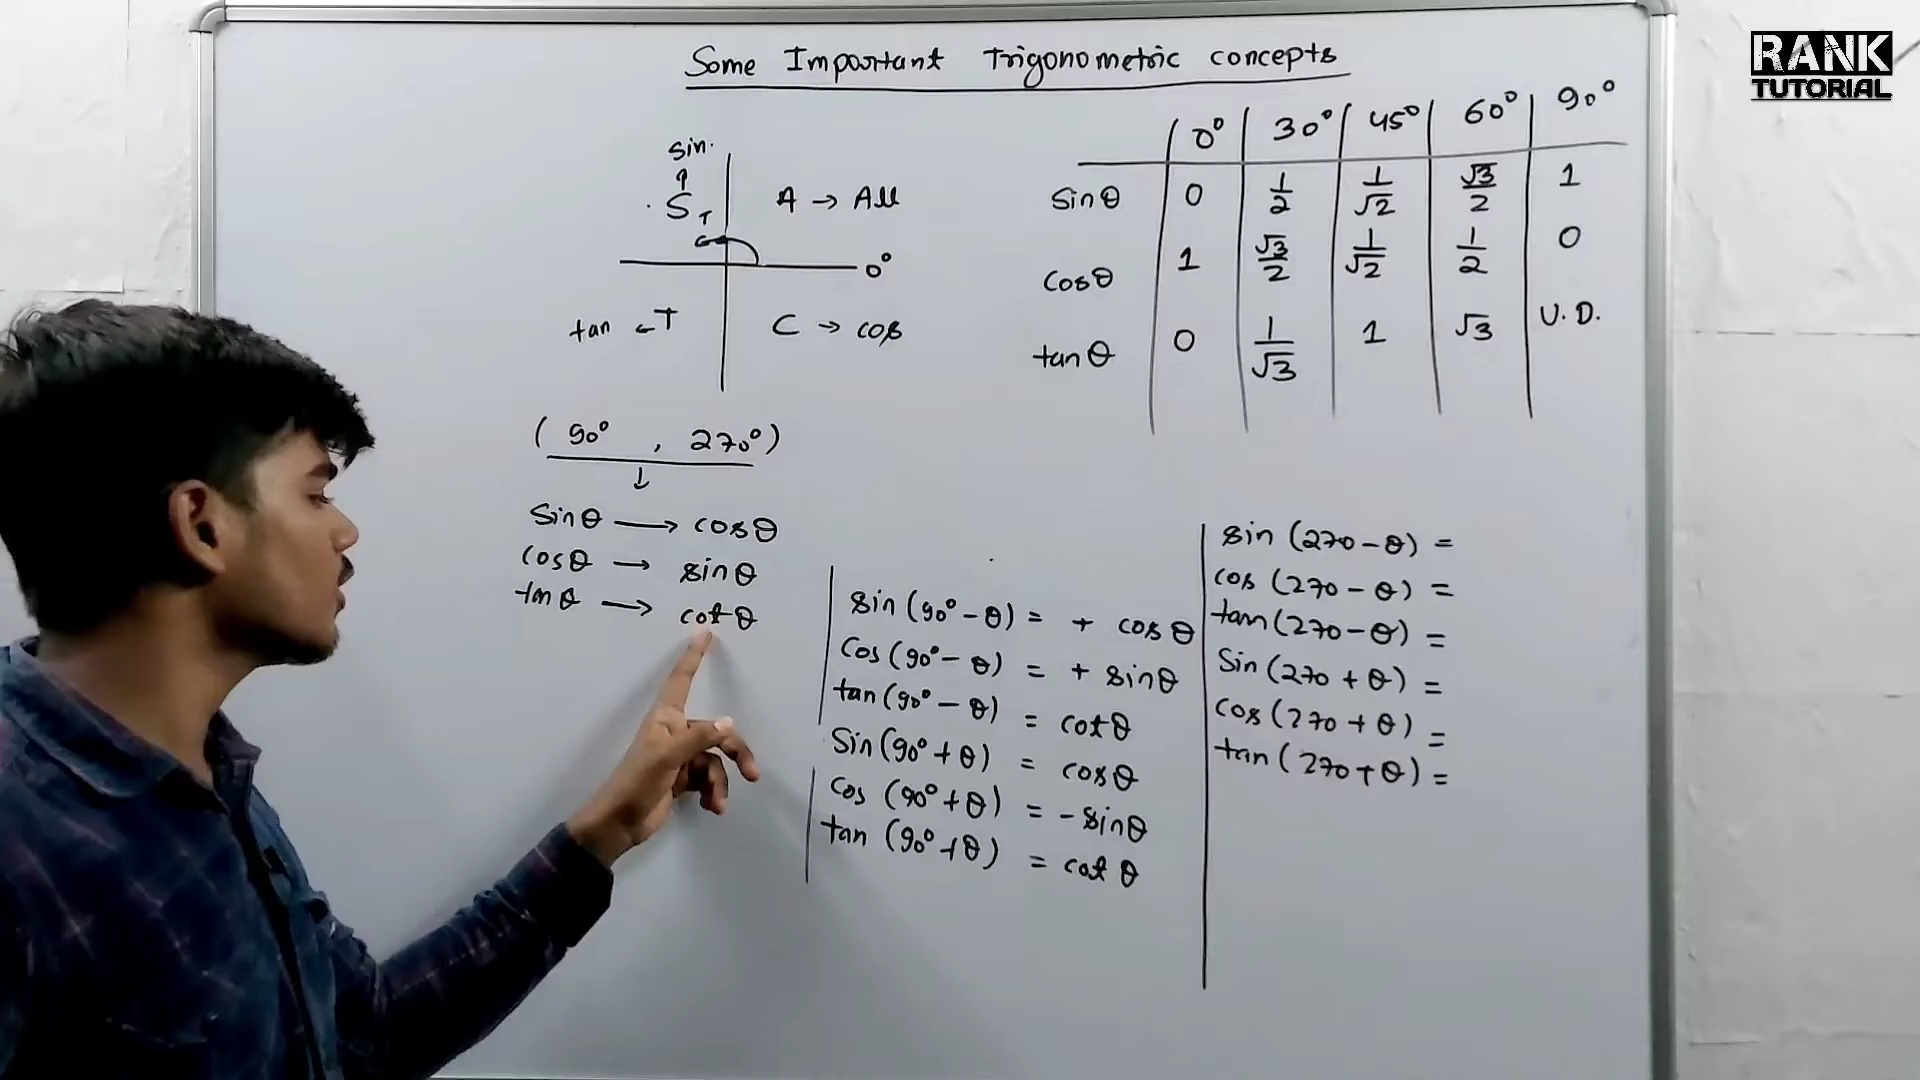 Some Important Trigonometric concepts
RANK
TUTORIAL
sin.
↑
S T
A → All
0°
tan ← T
C → cos
0° 30° 45° 60° 90°
sinθ 0 1/2 1/√2 √3/2 1
cosθ 1 √3/2 1/√2 1/2 0
tanθ 0 1/√3 1 √3 U.D.
(90°, 270°)
↓
sinθ → cosθ
cosθ → sinθ
tanθ → cotθ
sin(90°-θ) = + cosθ
cos(90°-θ) = + sinθ
tan(90°-θ) = cotθ
sin(90°+θ) = cosθ
cos(90°+θ) = -sinθ
tan(90°+θ) = cotθ
sin(270-θ) =
cos(270-θ) =
tan(270-θ) =
sin(270+θ) =
cos(270+θ) =
tan(270+θ) =